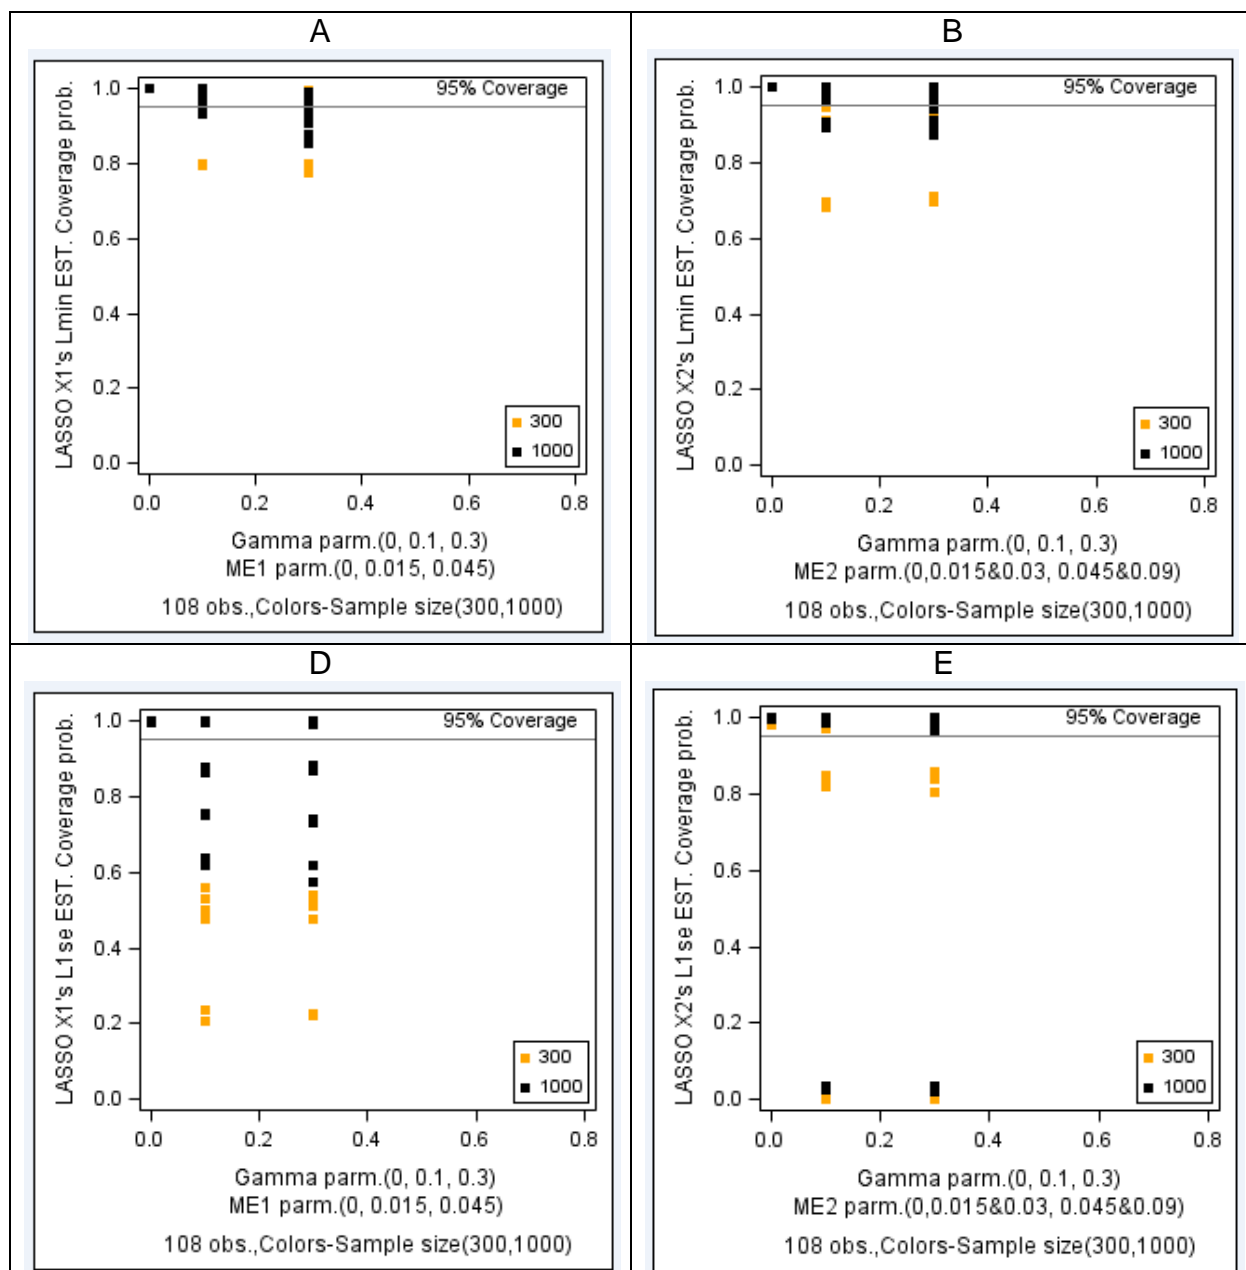 A
LASSO X1's Lmin EST. Coverage prob.
1.0
0.8
0.6
0.4
0.2
0.0
95% Coverage
300
1000
0.0 0.2 0.4 0.6 0.8
Gamma parm.(0, 0.1, 0.3)
ME1 parm.(0, 0.015, 0.045)
108 obs.,Colors-Sample size(300,1000)
B
LASSO X2's Lmin EST. Coverage prob.
1.0
0.8
0.6
0.4
0.2
0.0
95% Coverage
300
1000
0.0 0.2 0.4 0.6 0.8
Gamma parm.(0, 0.1, 0.3)
ME2 parm.(0,0.015&0.03, 0.045&0.09)
108 obs.,Colors-Sample size(300,1000)
D
LASSO X1's L1se EST. Coverage prob.
1.0
0.8
0.6
0.4
0.2
0.0
95% Coverage
300
1000
0.0 0.2 0.4 0.6 0.8
Gamma parm.(0, 0.1, 0.3)
ME1 parm.(0, 0.015, 0.045)
108 obs.,Colors-Sample size(300,1000)
E
LASSO X2's L1se EST. Coverage prob.
1.0
0.8
0.6
0.4
0.2
0.0
95% Coverage
300
1000
0.0 0.2 0.4 0.6 0.8
Gamma parm.(0, 0.1, 0.3)
ME2 parm.(0,0.015&0.03, 0.045&0.09)
108 obs.,Colors-Sample size(300,1000)